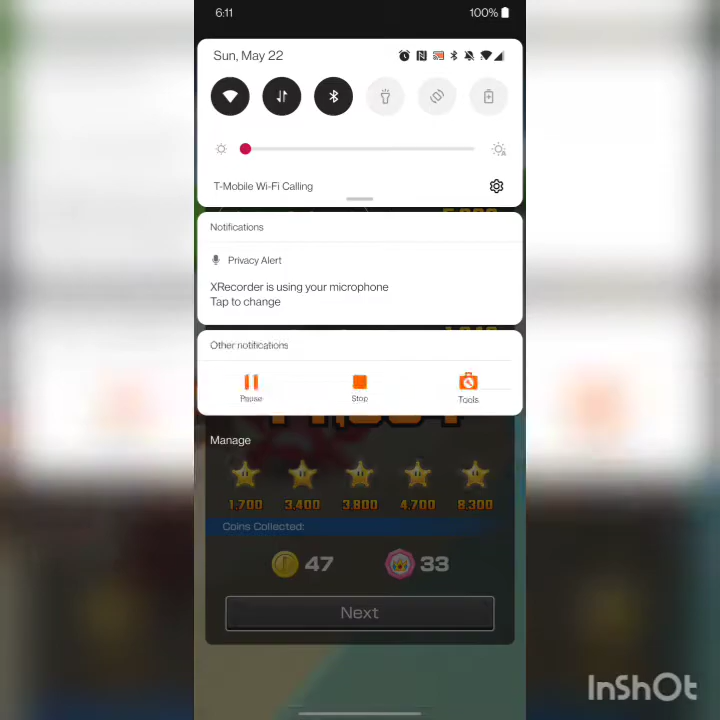 6:11 100%
Sun, May 22
T-Mobile Wi-Fi Calling
Notifications
Privacy Alert
XRecorder is using your microphone
Tap to change
Other notifications
Pause Stop Tools
Manage
1,700 3,400 3,800 4,700 8,300
Coins Collected:
47 33
Next
InShOt